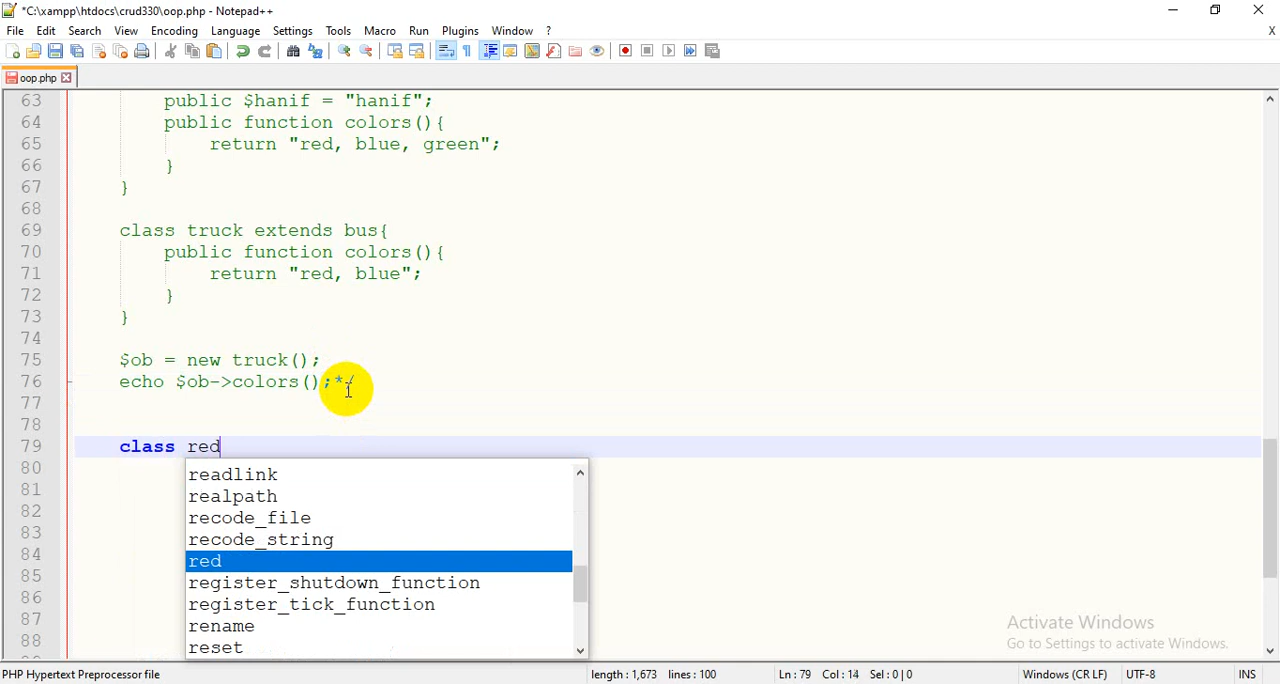 *C:\xampp\htdocs\crud330\oop.php - Notepad++
File Edit Search View Encoding Language Settings Tools Macro Run Plugins Window ? X
oop.php
63 public $hanif = "hanif";
64 public function colors(){
65 return "red, blue, green";
66 }
67 }
68
69 class truck extends bus{
70 public function colors(){
71 return "red, blue";
72 }
73 }
74
75 $ob = new truck();
76 echo $ob->colors();*/
77
78
79 class red
80 readlink
81 realpath
82 recode_file
83 recode_string
84 red
85 register_shutdown_function
86 register_tick_function
87 rename
88 reset
Activate Windows
Go to Settings to activate Windows.
PHP Hypertext Preprocessor file length : 1,673 lines : 100 Ln : 79 Col : 14 Sel : 0 | 0 Windows (CR LF) UTF-8 INS